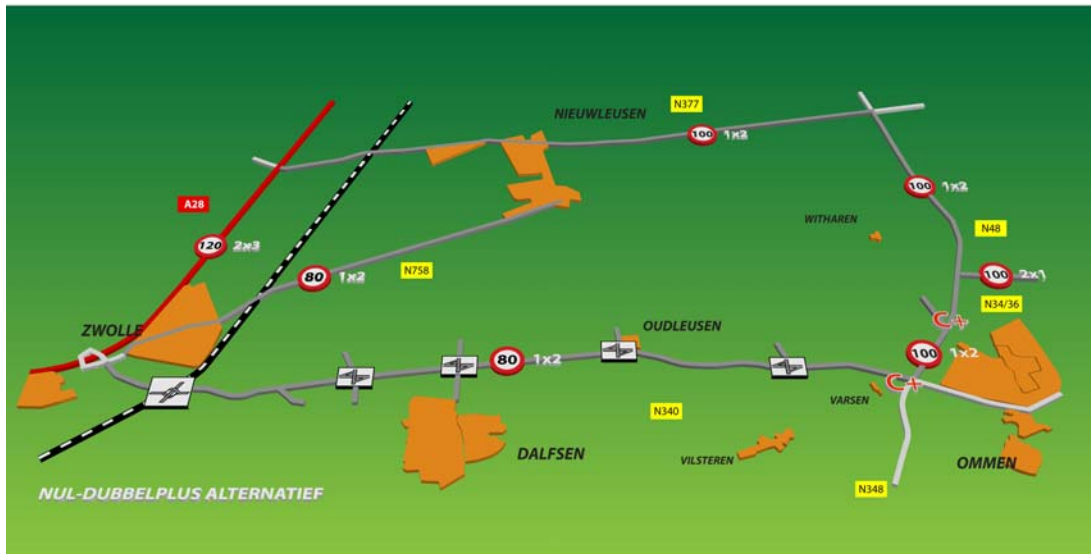 N377
NIEUWLEUSEN
100 1x2
100 1x2
A28
WITHAREN
N48
120 2x3
N758
80 1x2
100 2x1
N34/36
C+
ZWOLLE
OUDLEUSEN
80 1x2
100 1x2
C+
VARSEN
N340
DALFSEN
VILSTEREN
OMMEN
N348
NUL-DUBBELPLUS ALTERNATIEF